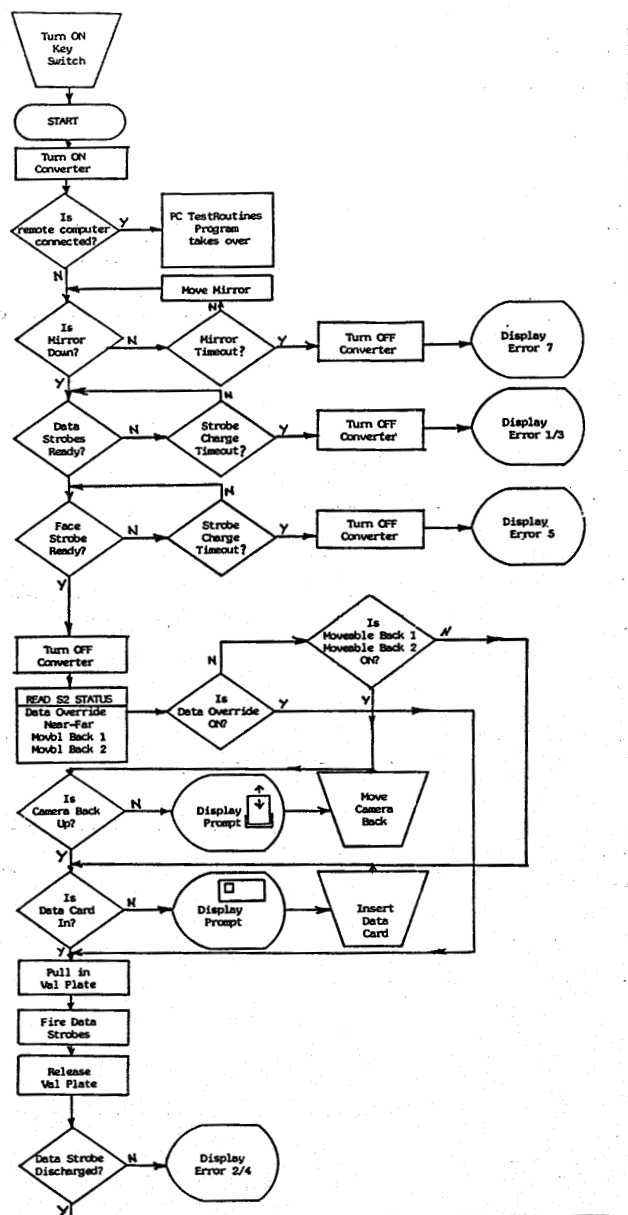 Turn ON
Key
Switch
START
Turn ON
Converter
Is
remote computer
connected?
Y
PC TestRoutines
Program
takes over
N
Move Mirror
N
Is
Mirror
Down?
N
Mirror
Timeout?
Y
Turn OFF
Converter
Display
Error 7
Y
N
Data
Strobes
Ready?
N
Strobe
Charge
Timeout?
Y
Turn OFF
Converter
Display
Error 1/3
Y
N
Face
Strobe
Ready?
N
Strobe
Charge
Timeout?
Y
Turn OFF
Converter
Display
Error 5
Y
Turn OFF
Converter
Is
Moveable Back 1
Moveable Back 2
ON?
N
N
Y
READ S2 STATUS
Data Override
Near-Far
Movbl Back 1
Movbl Back 2
Is
Data Override
ON?
Y
Is
Camera Back
Up?
N
Display
Prompt
Move
Camera
Back
Y
Is
Data Card
In?
N
Display
Prompt
Insert
Data
Card
Y
Pull in
Val Plate
Fire Data
Strobes
Release
Val Plate
Data Strobe
Discharged?
N
Display
Error 2/4
Y